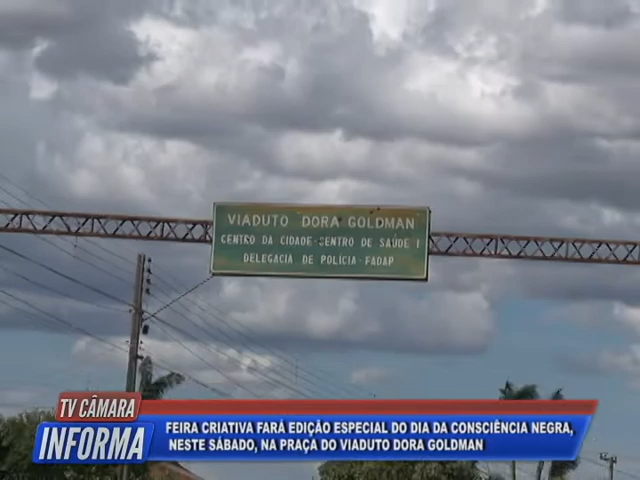 VIADUTO DORA GOLDMAN
CENTRO DA CIDADE-CENTRO DE SAÚDE I
DELEGACIA DE POLÍCIA-FADAP
TV CÂMARA
INFORMA
FEIRA CRIATIVA FARÁ EDIÇÃO ESPECIAL DO DIA DA CONSCIÊNCIA NEGRA,
NESTE SÁBADO, NA PRAÇA DO VIADUTO DORA GOLDMAN